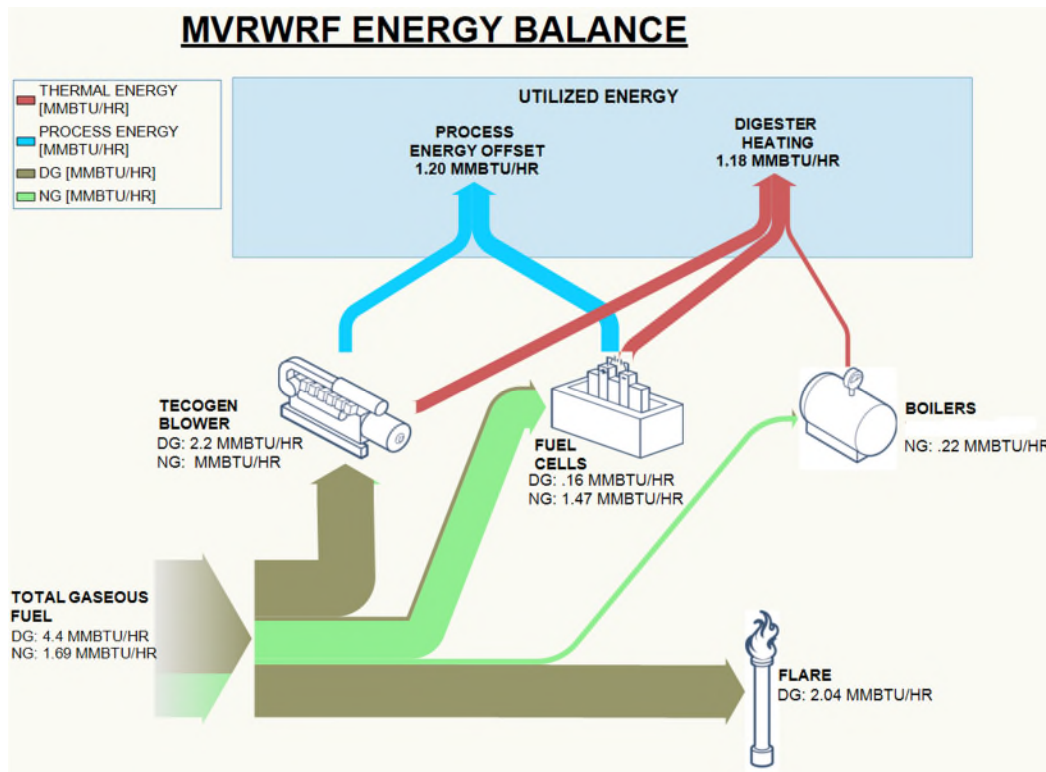 MVRWRF ENERGY BALANCE
THERMAL ENERGY
[MMBTU/HR]
PROCESS ENERGY
[MMBTU/HR]
DG [MMBTU/HR]
NG [MMBTU/HR]
UTILIZED ENERGY
PROCESS
ENERGY OFFSET
1.20 MMBTU/HR
DIGESTER
HEATING
1.18 MMBTU/HR
TECOGEN
BLOWER
DG: 2.2 MMBTU/HR
NG: MMBTU/HR
FUEL
CELLS
DG: .16 MMBTU/HR
NG: 1.47 MMBTU/HR
BOILERS
NG: .22 MMBTU/HR
TOTAL GASEOUS
FUEL
DG: 4.4 MMBTU/HR
NG: 1.69 MMBTU/HR
FLARE
DG: 2.04 MMBTU/HR